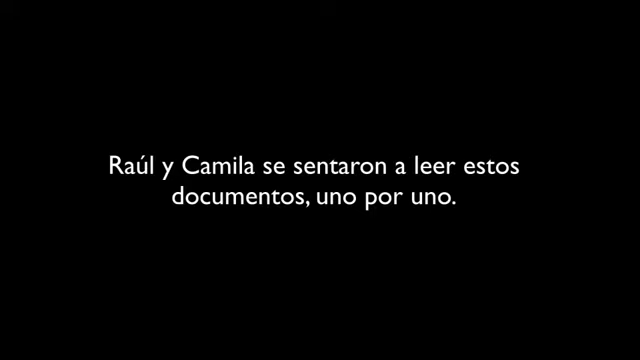 Raúl y Camila se sentaron a leer estos
documentos, uno por uno.